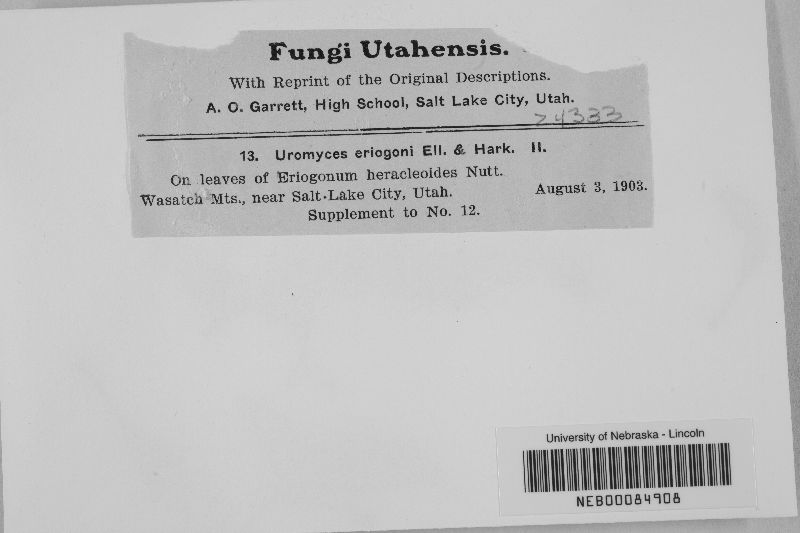 Fungi Utahensis.
With Reprint of the Original Descriptions.
A. O. Garrett, High School, Salt Lake City, Utah.
74333
13. Uromyces eriogoni Ell. & Hark. II.
On leaves of Eriogonum heracleoides Nutt.
Wasatch Mts., near Salt Lake City, Utah. August 3, 1903.
Supplement to No. 12.
University of Nebraska - Lincoln
NEB00084908